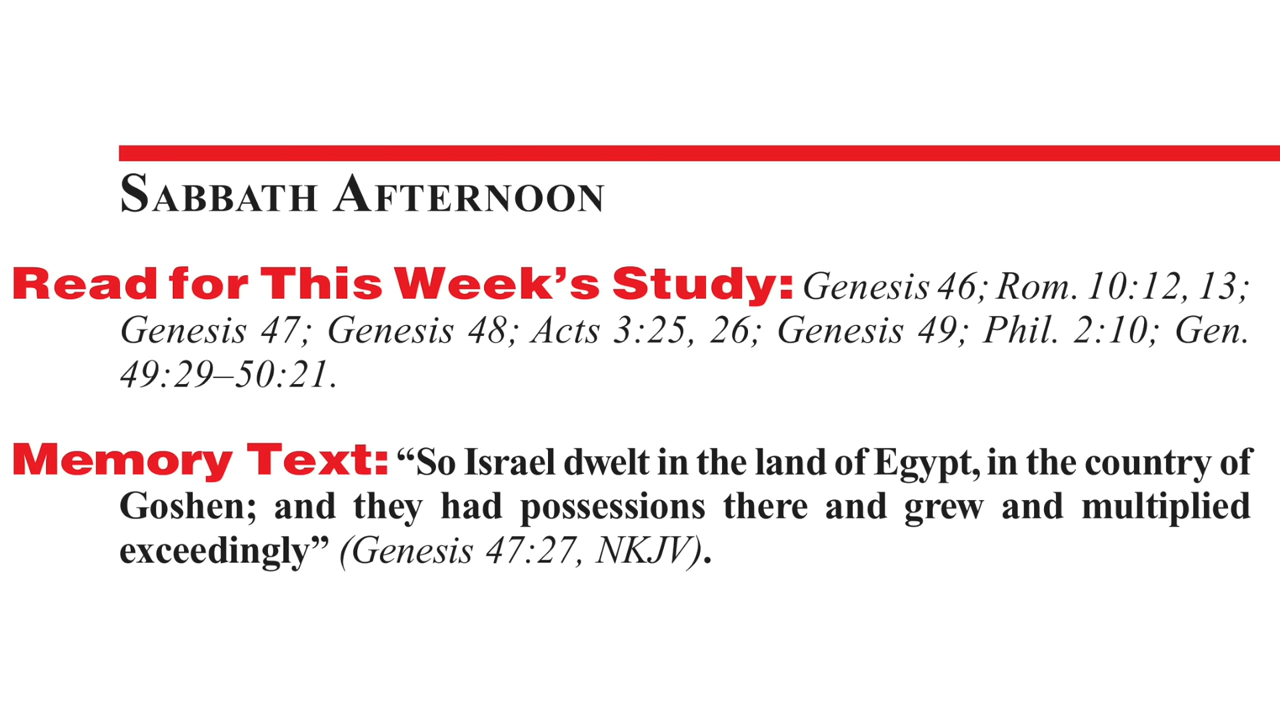 SABBATH AFTERNOON
Read for This Week’s Study: Genesis 46; Rom. 10:12, 13;
Genesis 47; Genesis 48; Acts 3:25, 26; Genesis 49; Phil. 2:10; Gen.
49:29–50:21.
Memory Text: “So Israel dwelt in the land of Egypt, in the country of
Goshen; and they had possessions there and grew and multiplied
exceedingly” (Genesis 47:27, NKJV).